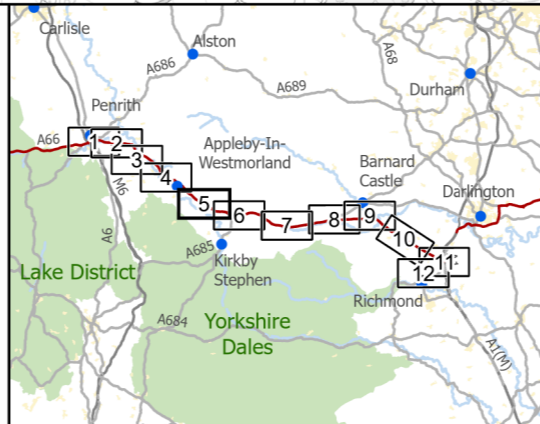 Carlisle
Alston
A68
A686
A689
Durham
Penrith
A66
1
2
3
4
Appleby-In-
Westmorland
Barnard
Castle
Darlington
M6
5
6
7
8
9
10
11
12
A6
A685
Kirkby
Stephen
Lake District
Richmond
A684
Yorkshire
Dales
A1(M)